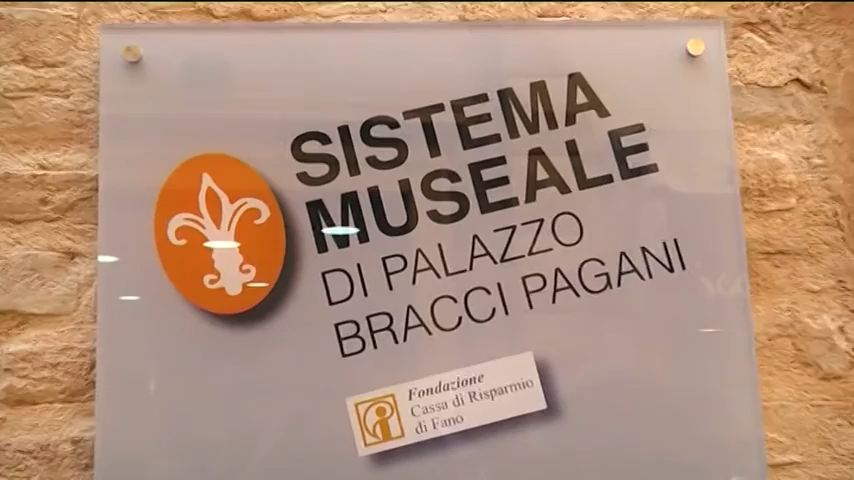 SISTEMA
MUSEALE
DI PALAZZO
BRACCI PAGANI
Fondazione
Cassa di Risparmio
di Fano